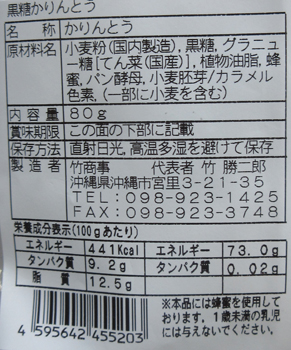 黒糖かりんとう
名称 かりんとう
原材料名 小麦粉(国内製造)、黒糖、グラニュ
ー糖[てん菜(国産)]、植物油脂、蜂
蜜、パン酵母、小麦胚芽/カラメル
色素、(一部に小麦を含む)
内容量 80g
賞味期限 この面の下部に記載
保存方法 直射日光、高温多湿を避けて保存
製造者 竹商事 代表者 竹 勝二郎
沖縄県沖縄市宮里3-21-35
TEL:098-923-1425
FAX:098-923-3748
栄養成分表示(100gあたり)
エネルギー 441Kcal エネルギー 73.0g
タンパク質 9.2g タンパク質 0.02g
脂質 12.5g
※本品には蜂蜜を使用して
おります。1歳未満の乳児
には与えないでください。
4595642455203